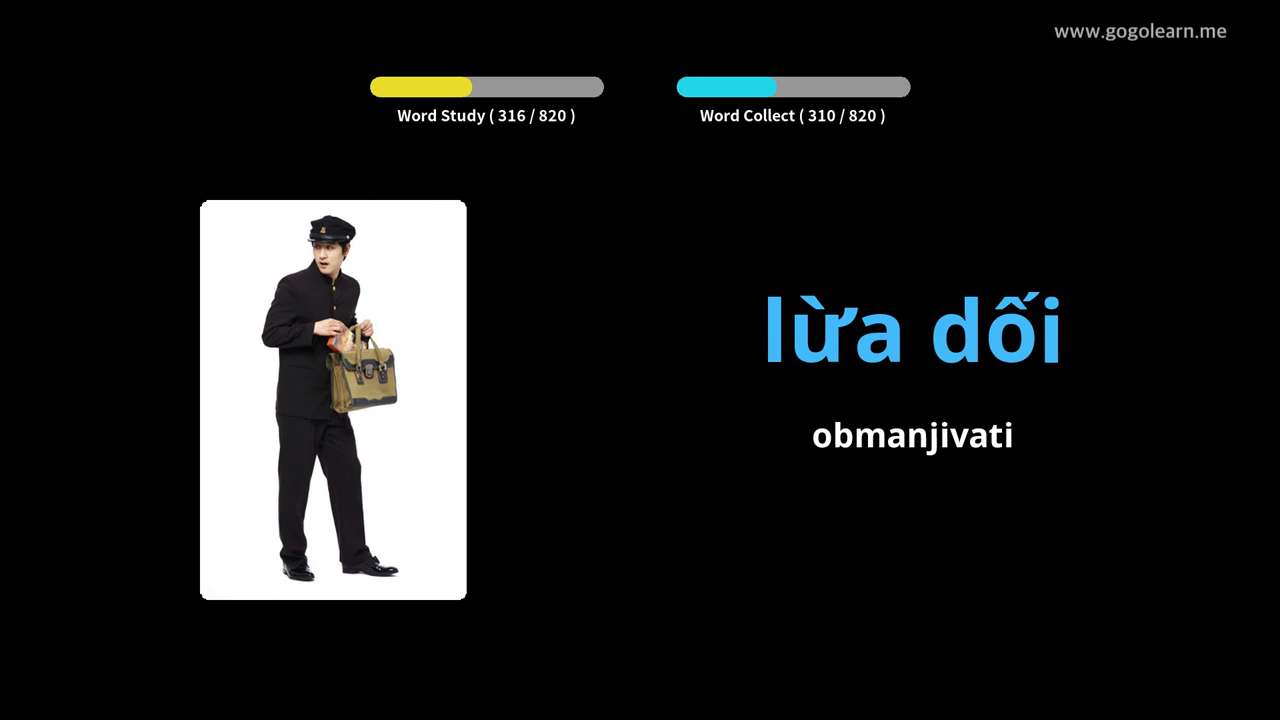 www.gogolearn.me
Word Study ( 316 / 820 )
Word Collect ( 310 / 820 )
lừa dối
obmanjivati